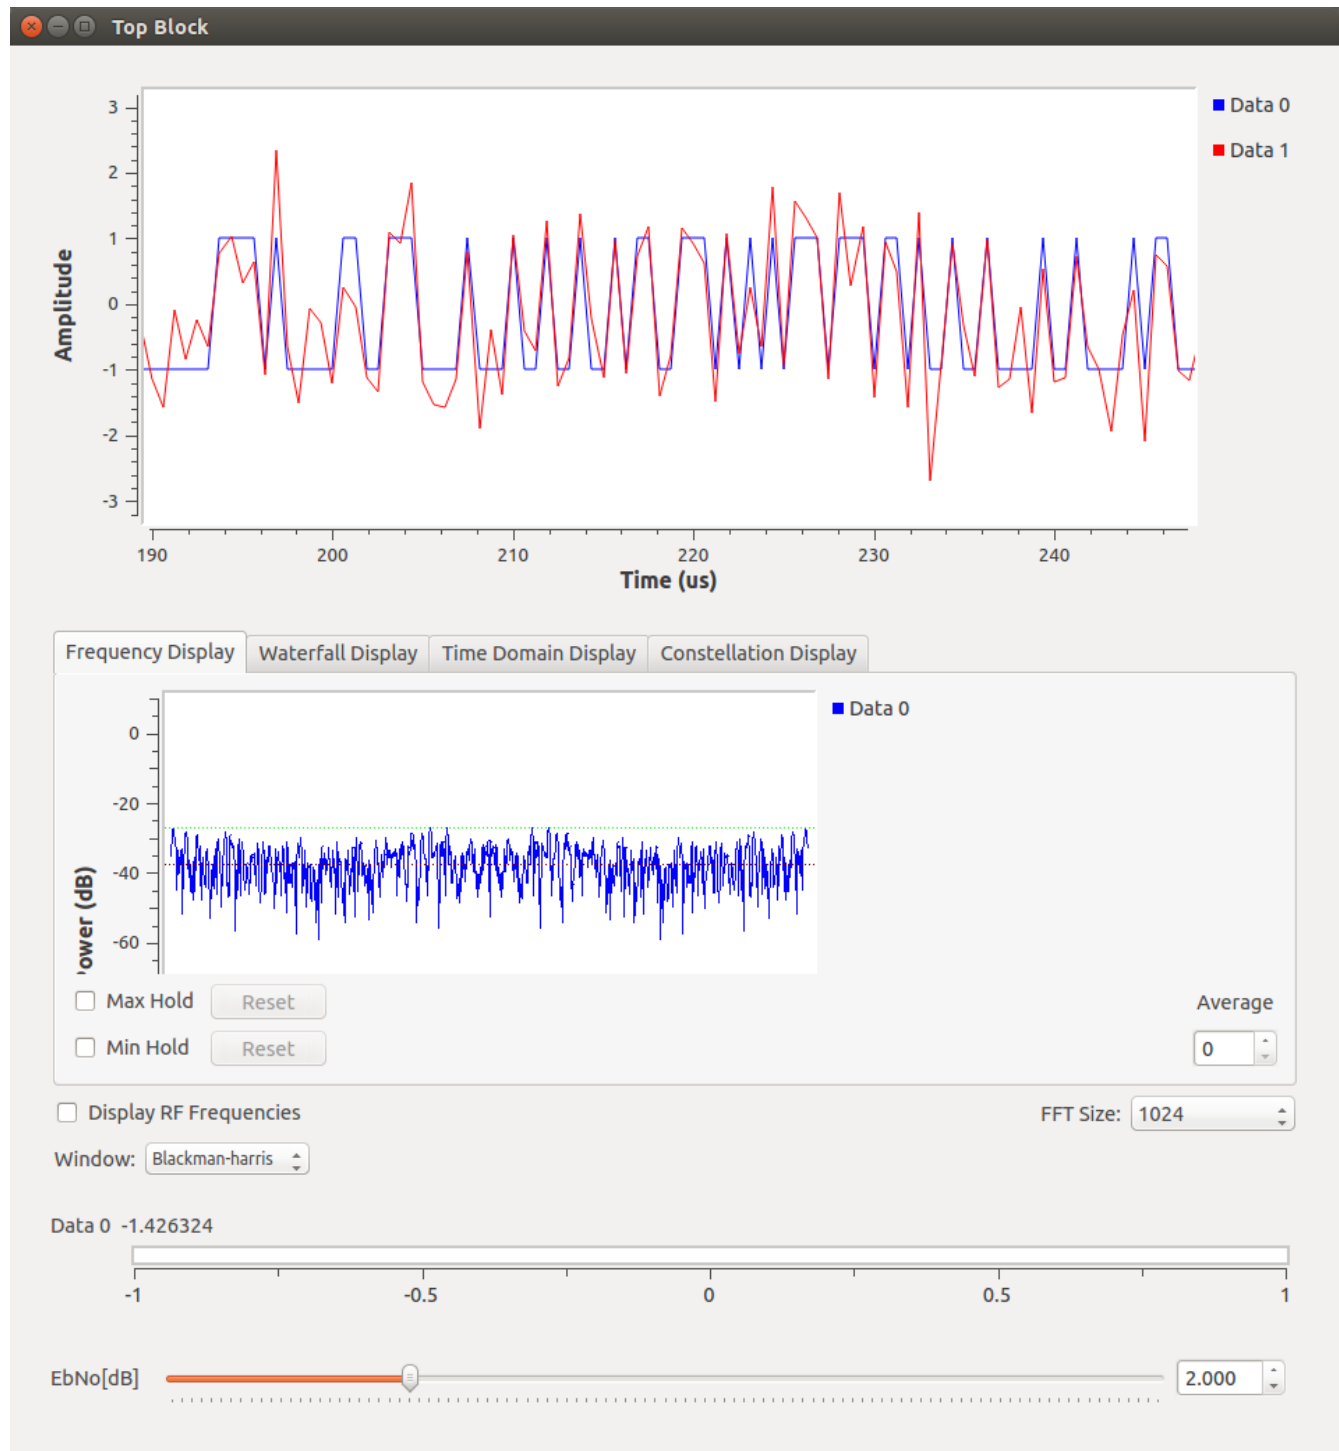 Top Block
3
2
1
0
-1
-2
-3
Amplitude
Data 0
Data 1
190 200 210 220 230 240
Time (us)
Frequency Display Waterfall Display Time Domain Display Constellation Display
0
-20
-40
-60
Power (dB)
Data 0
Max Hold Reset
Min Hold Reset
Average
0
Display RF Frequencies
FFT Size: 1024
Window: Blackman-harris
Data 0 -1.426324
-1 -0.5 0 0.5 1
EbNo[dB] 2.000